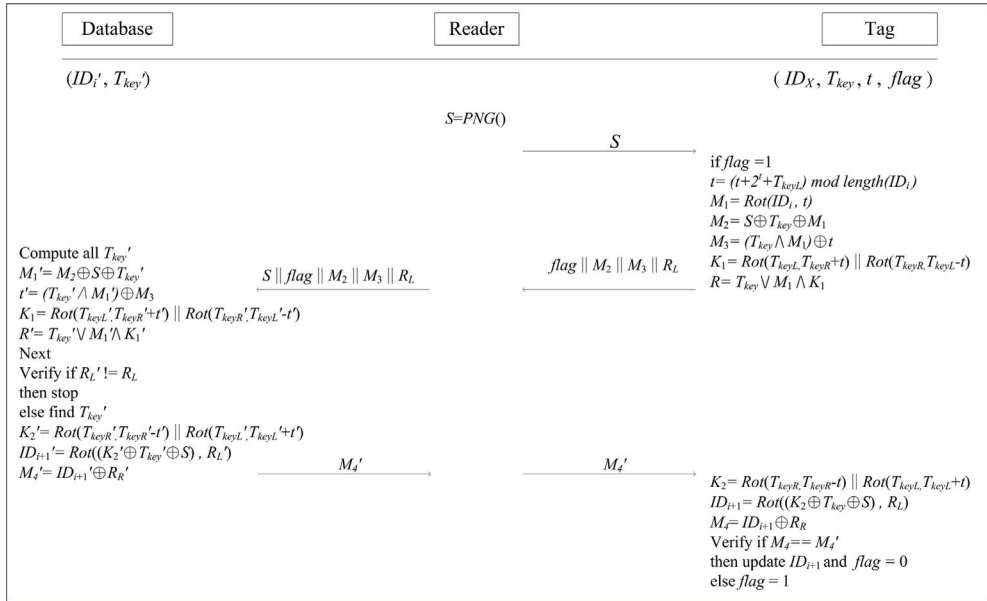 Database
Reader
Tag
(IDi′, Tkey′)
( IDX, Tkey, t , flag)
S=PNG()
S
if flag =1
t= (t+2^t+TkeyL) mod length(IDi)
M1= Rot(IDi, t)
M2= S⊕Tkey⊕M1
M3= (Tkey ∧ M1)⊕t
K1= Rot(TkeyL,TkeyR+t) || Rot(TkeyR,TkeyL-t)
R= Tkey ∨ M1 ∧ K1
flag || M2 || M3 || RL
S || flag || M2 || M3 || RL
Compute all Tkey′
M1′= M2⊕S⊕Tkey′
t′= (Tkey′ ∧ M1′)⊕M3
K1= Rot(TkeyL′,TkeyR′+t′) || Rot(TkeyR′,TkeyL′-t′)
R′= Tkey′∨ M1′∧ K1′
Next
Verify if RL′ != RL
then stop
else find Tkey′
K2′= Rot(TkeyR′,TkeyR′-t′) || Rot(TkeyL′,TkeyL′+t′)
IDi+1′= Rot((K2′⊕Tkey′⊕S) , RL′)
M4′= IDi+1′⊕RR′
M4′
M4′
K2= Rot(TkeyR,TkeyR-t) || Rot(TkeyL,TkeyL+t)
IDi+1= Rot((K2⊕Tkey⊕S) , RL)
M4= IDi+1⊕RR
Verify if M4== M4′
then update IDi+1 and flag = 0
else flag = 1